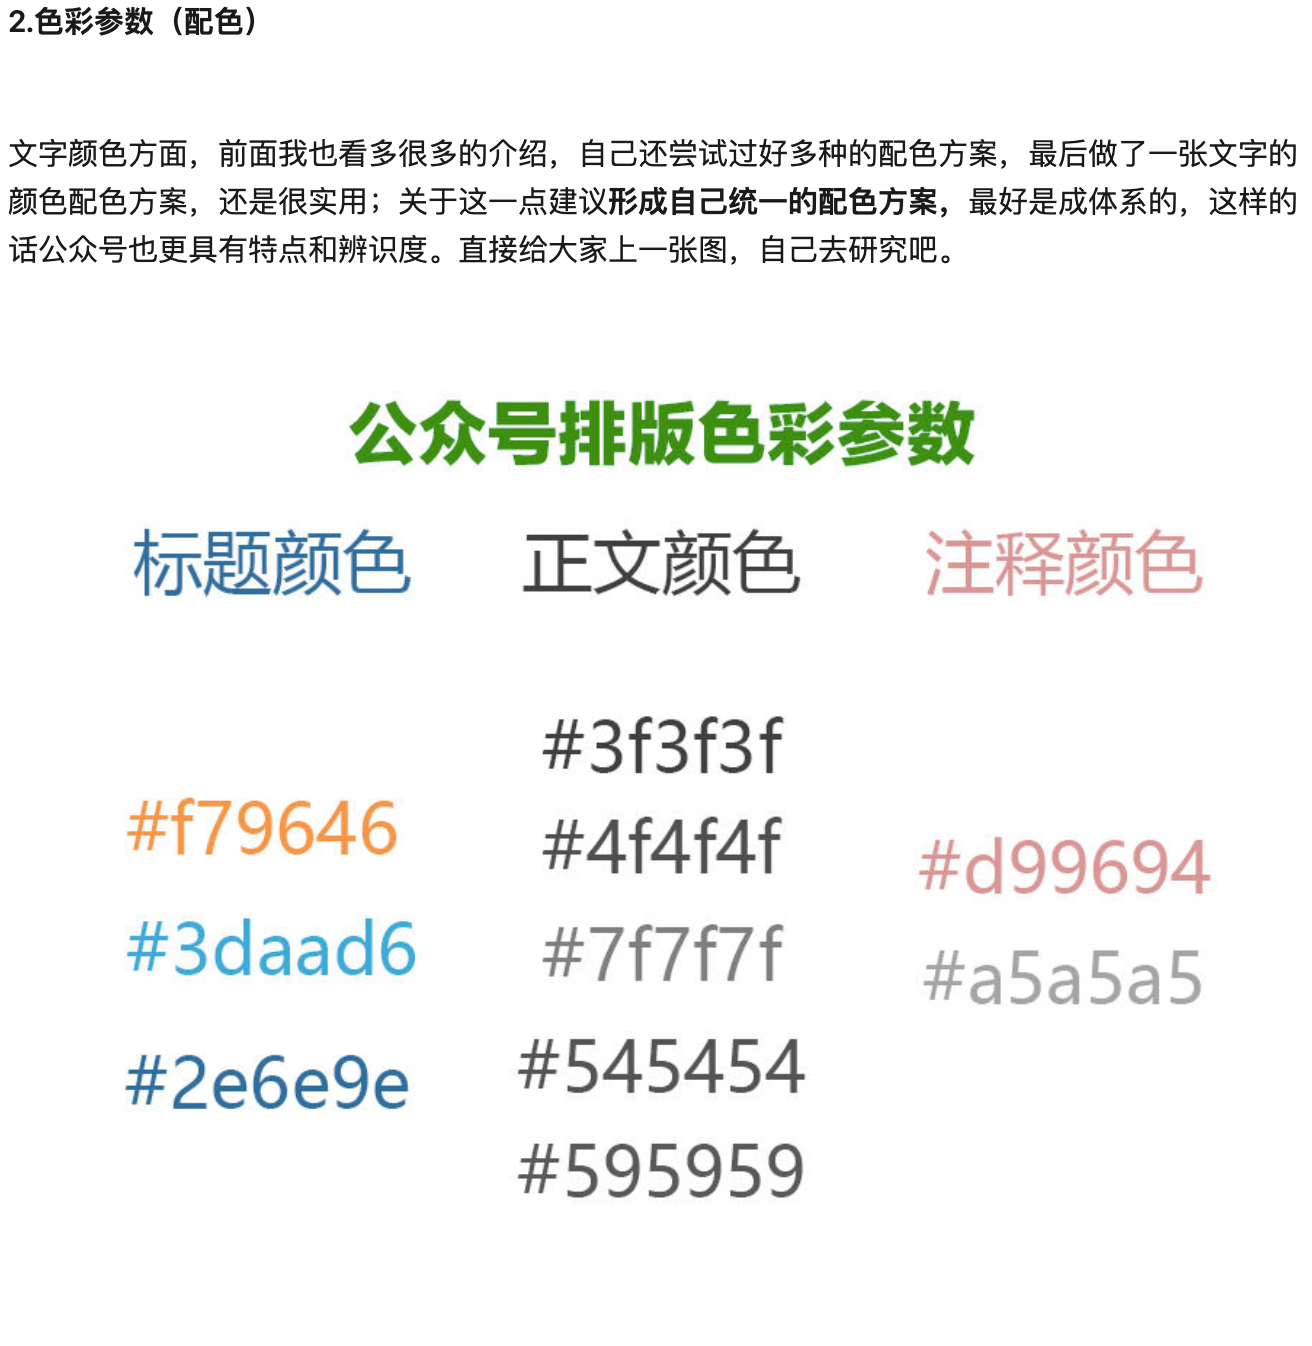 2.色彩参数（配色）
文字颜色方面，前面我也看多很多的介绍，自己还尝试过好多种的配色方案，最后做了一张文字的
颜色配色方案，还是很实用；关于这一点建议形成自己统一的配色方案，最好是成体系的，这样的
话公众号也更具有特点和辨识度。直接给大家上一张图，自己去研究吧。
公众号排版色彩参数
标题颜色
#f79646
#3daad6
#2e6e9e
正文颜色
#3f3f3f
#4f4f4f
#7f7f7f
#545454
#595959
注释颜色
#d99694
#a5a5a5